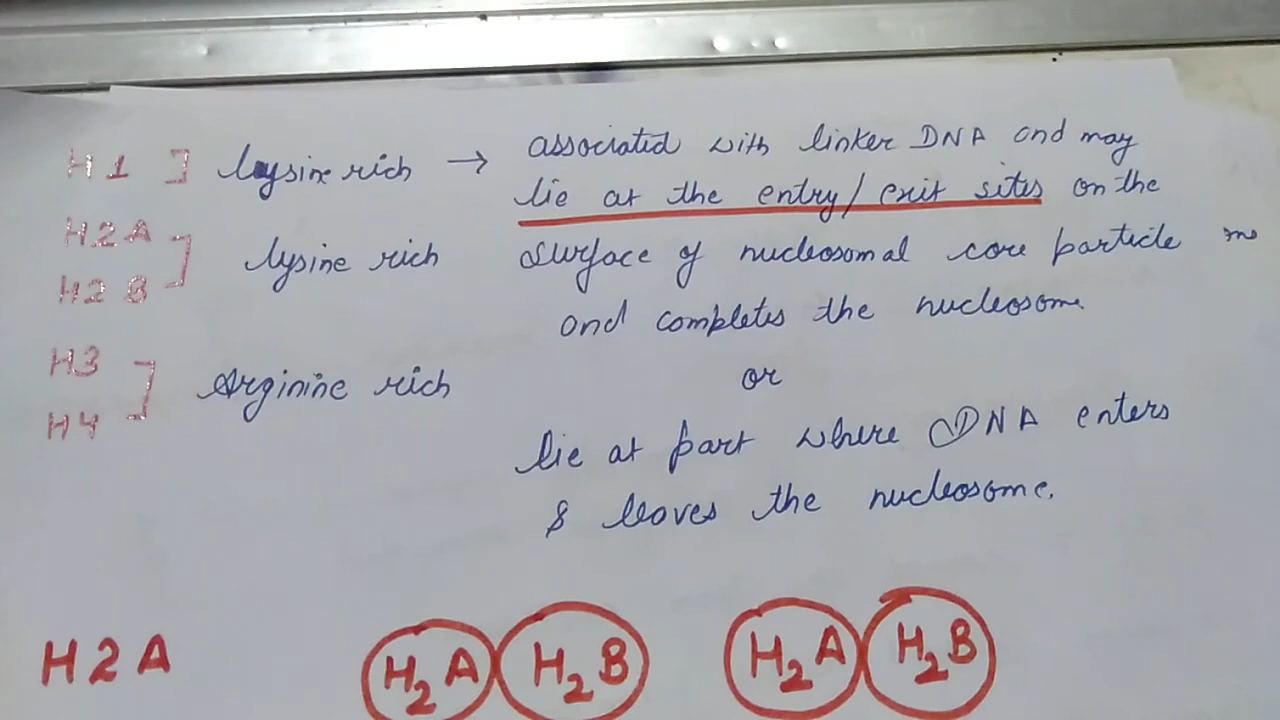 H1 ] lysine rich → associated with linker DNA and may
lie at the entry/exit sites on the
H2A
H2B ] lysine rich surface of nucleosomal core particle
and completes the nucleosome
H3
H4 ] Arginine rich or
lie at part where DNA enters
& leaves the nucleosome.
H2A H₂A H₂B H₂A H₂B